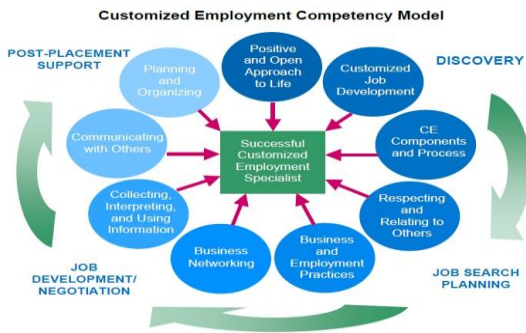 Customized Employment Competency Model
POST-PLACEMENT
SUPPORT
Planning
and
Organizing
Positive
and Open
Approach
to Life
Customized
Job
Development
DISCOVERY
Communicating
with Others
Successful
Customized
Employment
Specialist
CE
Components
and Process
Collecting,
Interpreting,
and Using
Information
Respecting
and
Relating to
Others
Business
Networking
Business
and
Employment
Practices
JOB
DEVELOPMENT/
NEGOTIATION
JOB SEARCH
PLANNING